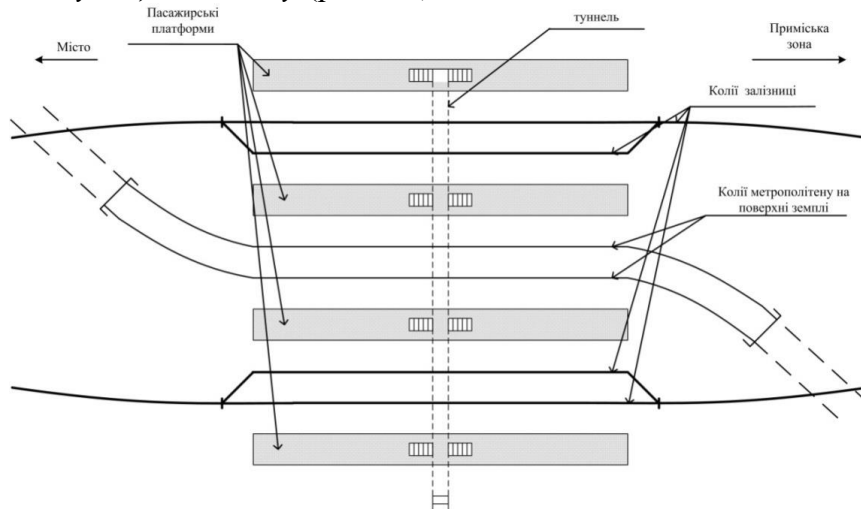 Пасажирські
платформи
туннель
Приміська
зона
Місто
Колії залізниці
Колії метрополітену на
поверхні землі